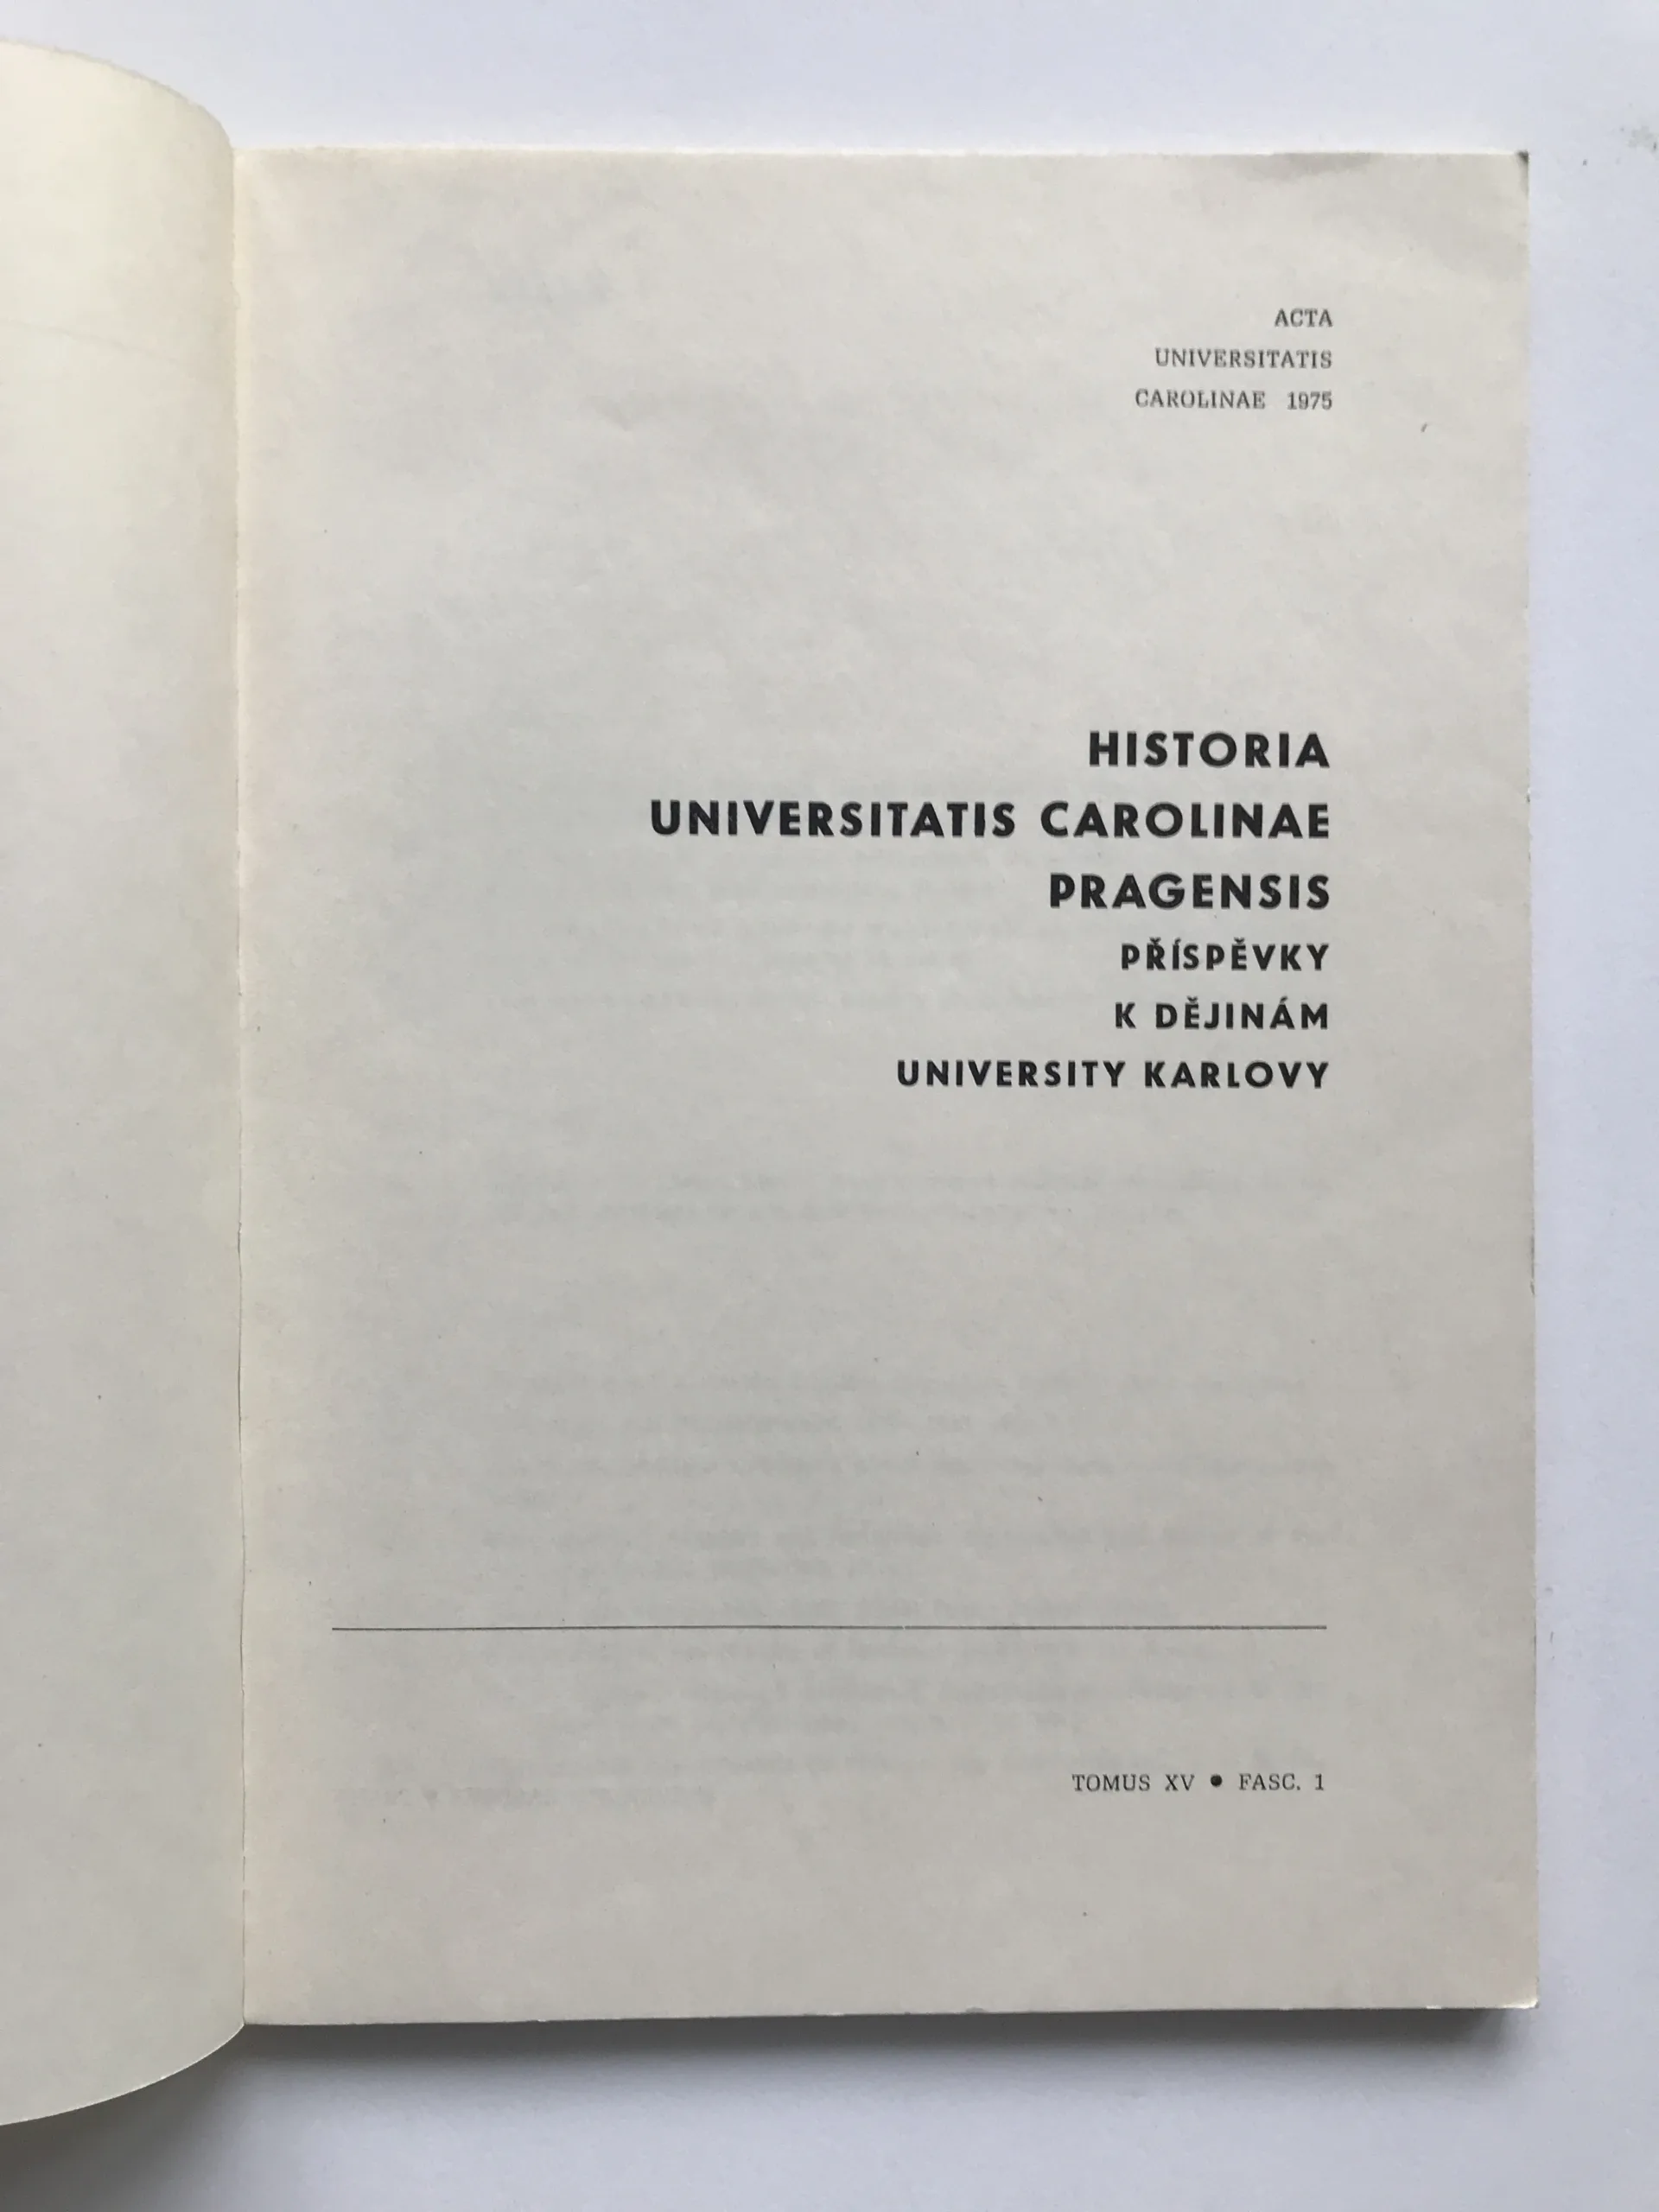 ACTA
UNIVERSITATIS
CAROLINAE 1975
HISTORIA
UNIVERSITATIS CAROLINAE
PRAGENSIS
PŘÍSPĚVKY
K DĚJINÁM
UNIVERSITY KARLOVY
TOMUS XV • FASC. 1